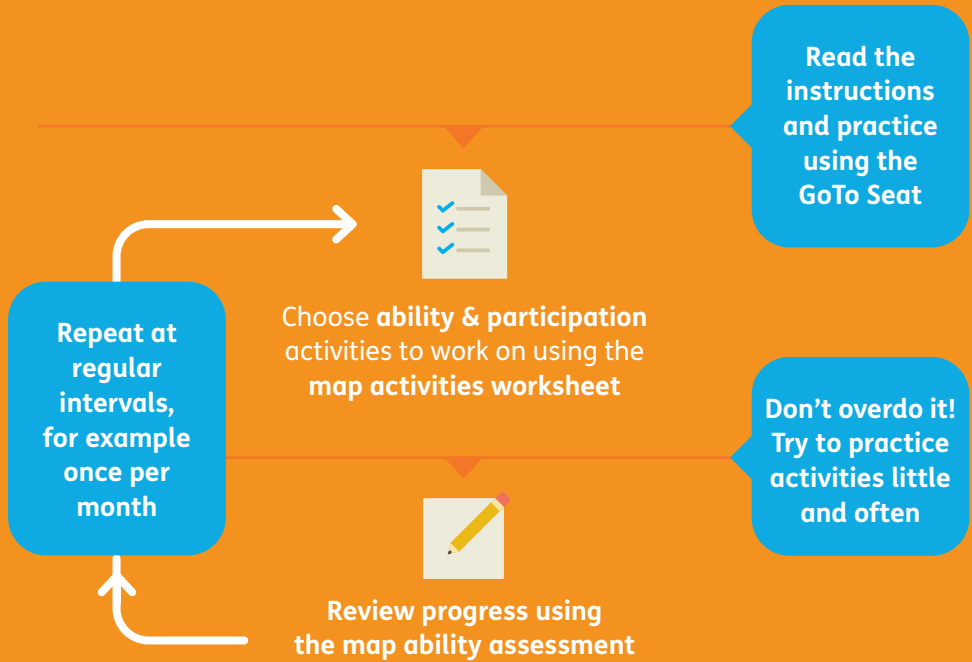 Read the
instructions
and practice
using the
GoTo Seat
Choose ability & participation
activities to work on using the
map activities worksheet
Repeat at
regular
intervals,
for example
once per
month
Don't overdo it!
Try to practice
activities little
and often
Review progress using
the map ability assessment